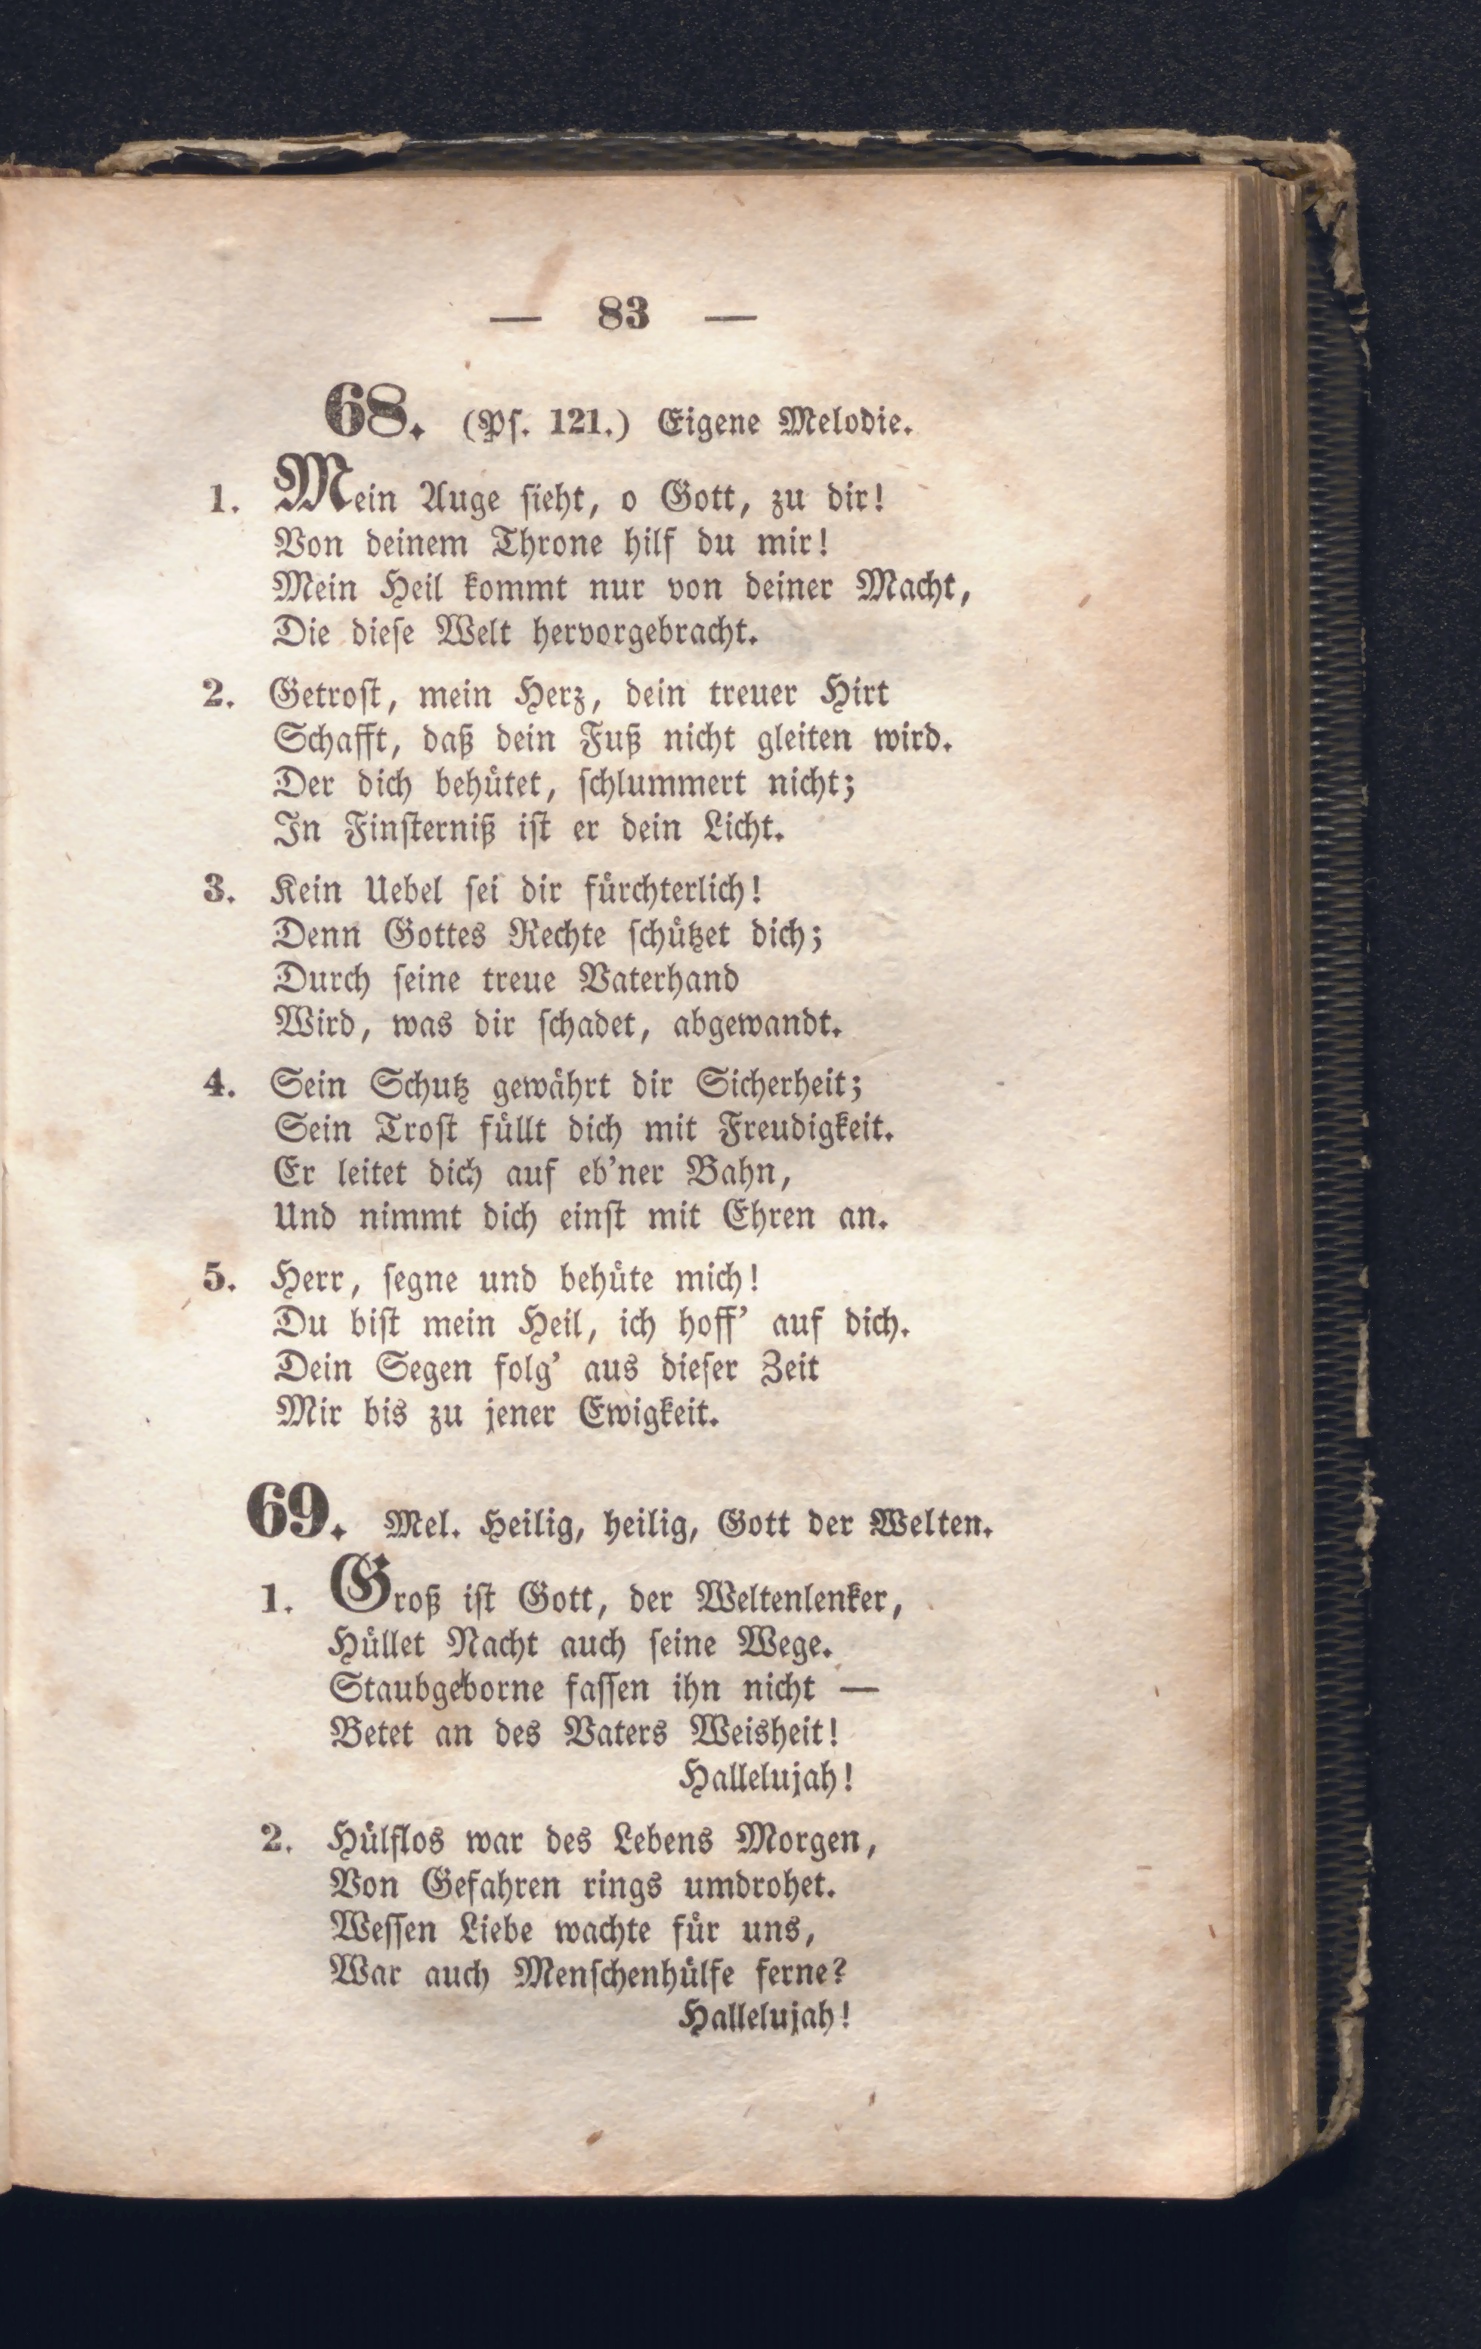 — 83 —
68. (Pſ. 121.) Eigene Melodie.
1. Mein Auge ſieht, o Gott, zu dir!
Von deinem Throne hilf du mir!
Mein Heil kommt nur von deiner Macht,
Die dieſe Welt hervorgebracht.
2. Getroſt, mein Herz, dein treuer Hirt
Schafft, daß dein Fuß nicht gleiten wird.
Der dich behütet, ſchlummert nicht;
In Finſterniß iſt er dein Licht.
3. Kein Uebel ſei dir fürchterlich!
Denn Gottes Rechte ſchützet dich;
Durch ſeine treue Vaterhand
Wird, was dir ſchadet, abgewandt.
4. Sein Schutz gewährt dir Sicherheit;
Sein Troſt füllt dich mit Freudigkeit.
Er leitet dich auf eb'ner Bahn,
Und nimmt dich einſt mit Ehren an.
5. Herr, ſegne und behüte mich!
Du biſt mein Heil, ich hoff' auf dich.
Dein Segen folg' aus dieſer Zeit
Mir bis zu jener Ewigkeit.
69. Mel. Heilig, heilig, Gott der Welten.
1. Groß iſt Gott, der Weltenlenker,
Hüllet Nacht auch ſeine Wege.
Staubgeborne faſſen ihn nicht —
Betet an des Vaters Weisheit!
Hallelujah!
2. Hülflos war des Lebens Morgen,
Von Gefahren rings umdrohet.
Weſſen Liebe wachte für uns,
War auch Menſchenhülfe ferne?
Hallelujah!